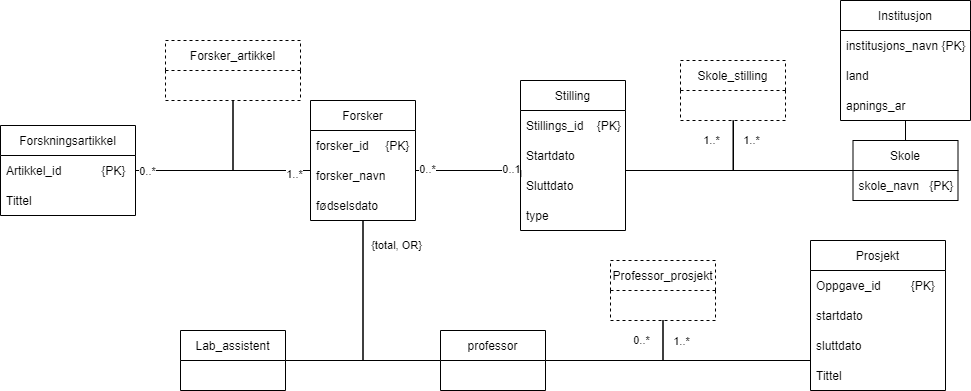 Institusjon
institusjons_navn {PK}
land
apnings_ar
Forsker_artikkel
Skole_stilling
Stilling
Stillings_id {PK}
Startdato
Sluttdato
type
Forsker
forsker_id {PK}
forsker_navn
fødselsdato
Forskningsartikkel
Artikkel_id {PK}
Tittel
0..*
1..*
0..*
0..1
1..*
1..*
Skole
skole_navn {PK}
{total, OR}
Professor_prosjekt
0..*
1..*
Prosjekt
Oppgave_id {PK}
startdato
sluttdato
Tittel
Lab_assistent
professor